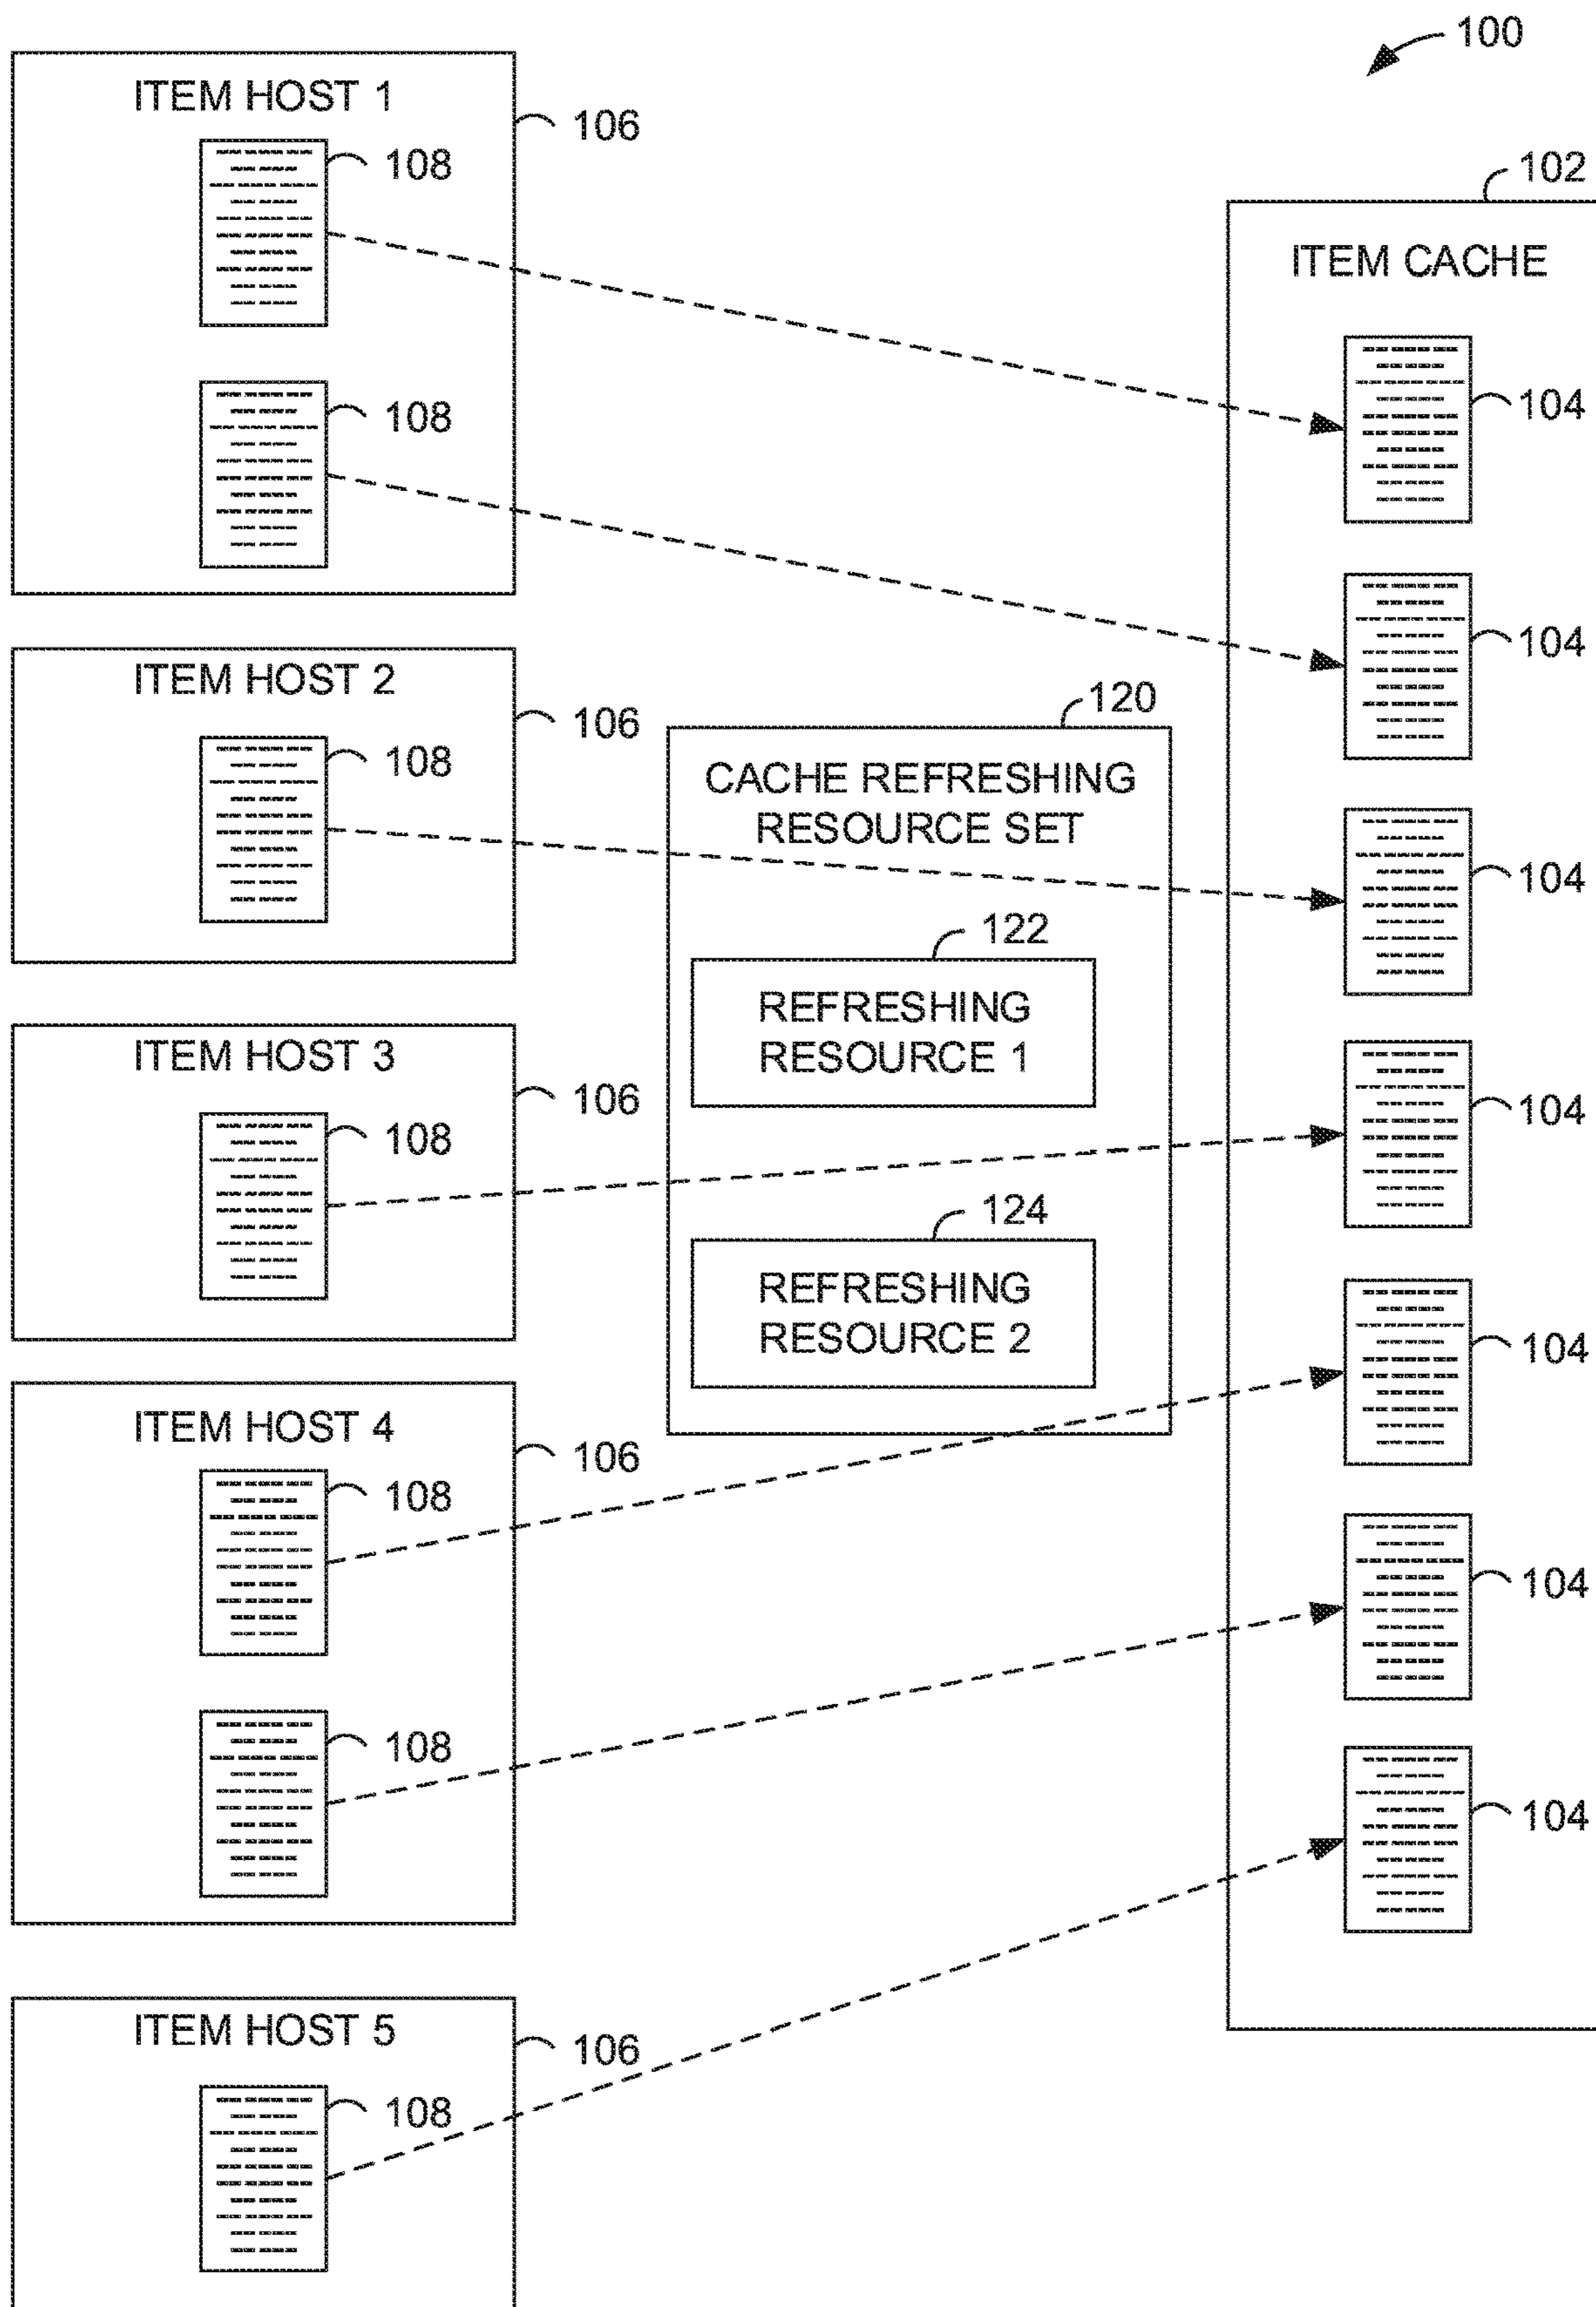 100
ITEM HOST 1
106
108
108
102
ITEM CACHE
104
104
104
104
104
104
104
ITEM HOST 2
106
108
120
CACHE REFRESHING
RESOURCE SET
122
REFRESHING
RESOURCE 1
124
REFRESHING
RESOURCE 2
ITEM HOST 3
106
108
ITEM HOST 4
106
108
108
ITEM HOST 5
106
108